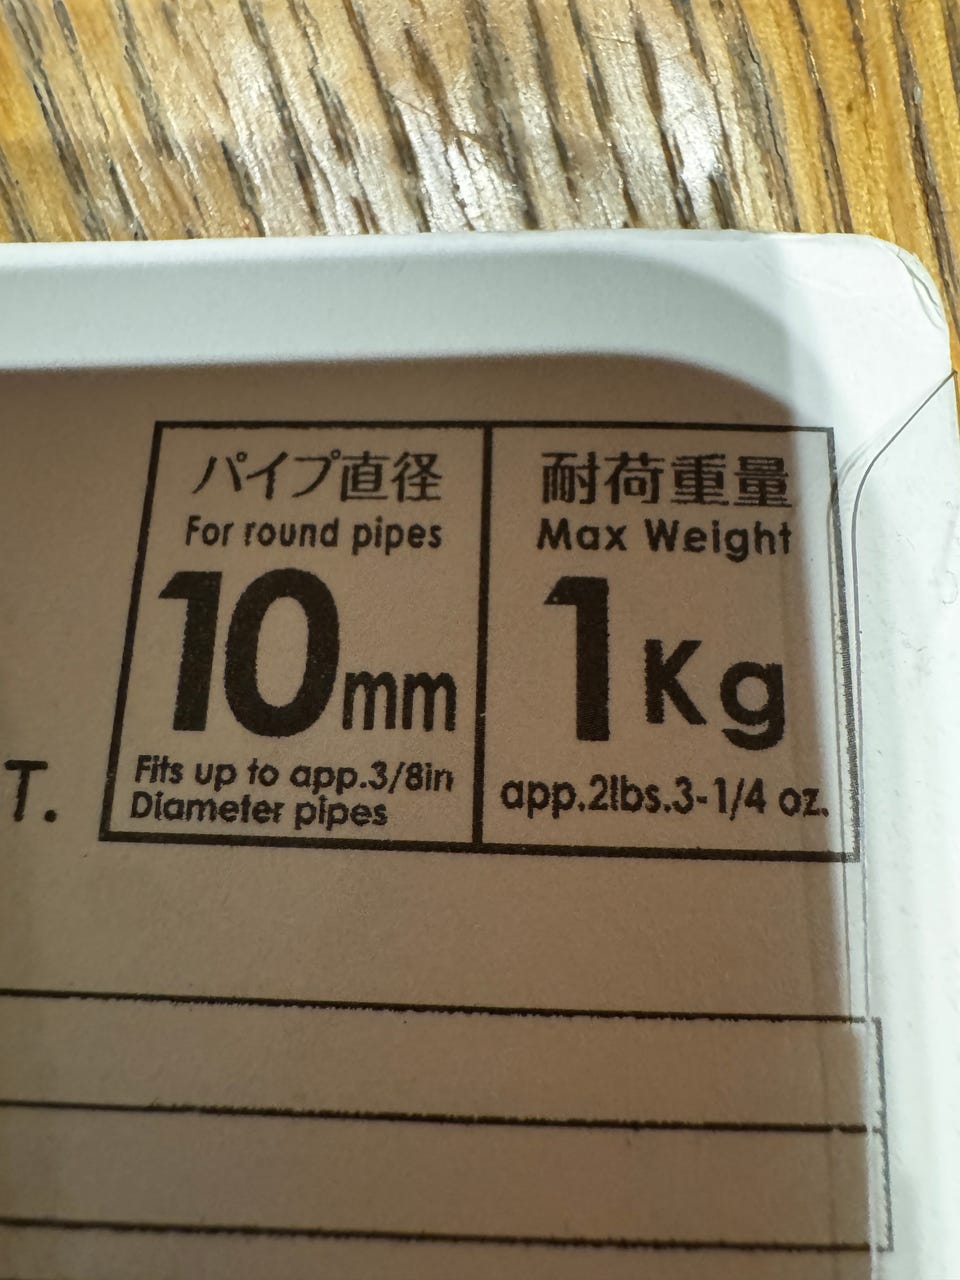 パイプ直径
For round pipes
10mm
Fits up to app.3/8in
Diameter pipes
耐荷重量
Max Weight
1Kg
app.2lbs.3-1/4 oz.
T.